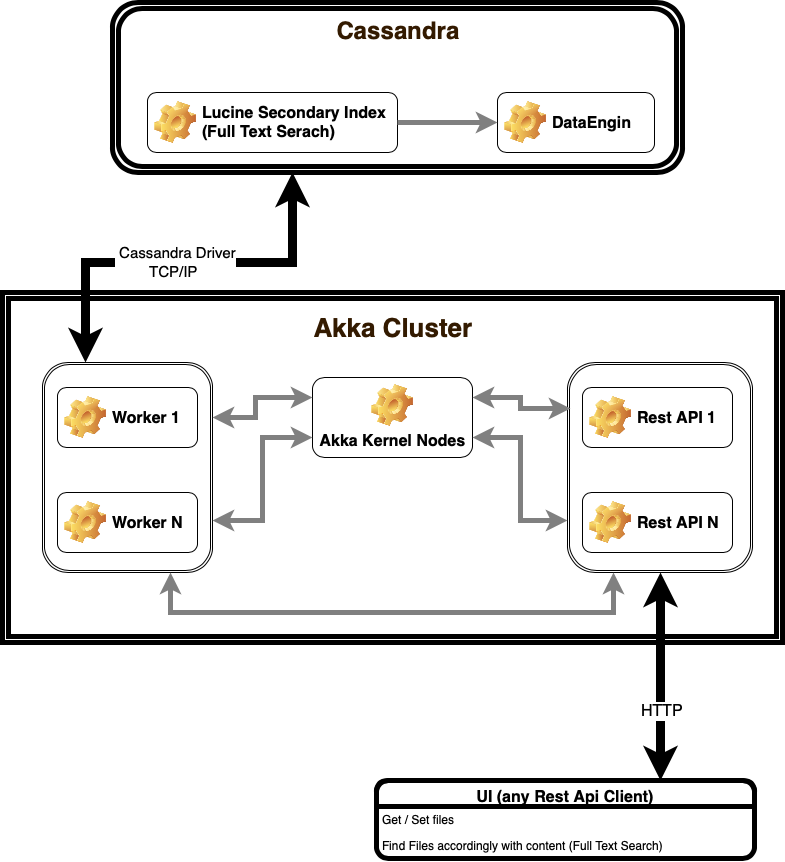 Cassandra
Lucine Secondary Index
(Full Text Serach)
DataEngin
Cassandra Driver
TCP/IP
Akka Cluster
Worker 1
Akka Kernel Nodes
Rest API 1
Worker N
Rest API N
HTTP
UI (any Rest Api Client)
Get / Set files
Find Files accordingly with content (Full Text Search)